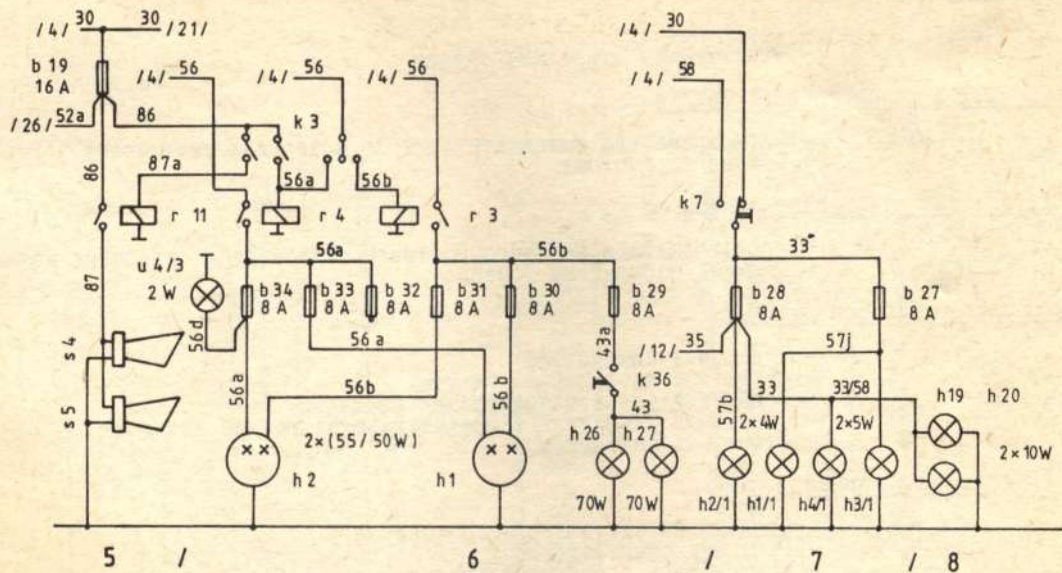 30 30 30
/4/ /21/ /4/
b 19 /4/ 56 56 /4/ 56 58
16 A /4/
/26/ 52a 86 k 3
87a
86 56a 56b
r 11 r 4 r 3 k 7
u 4/3 56a 56b 33
2 W b 34 b 33 b 32 b 31 b 30 b 29 b 28 b 27
8 A 8 A 8 A 8 A 8 A 8 A 8 A 8 A
87 56d 56a 43a /12/ 35 57j
s 4 56a 56b 56b k 36 33 33/58 h19 h 20
s 5 43 57b 2×4W 2×5W
2×(55/50W) h 26 h 27 2×10W
h 2 h 1
70W 70W h2/1 h1/1 h4/1 h3/1
5 / 6 / 7 / 8